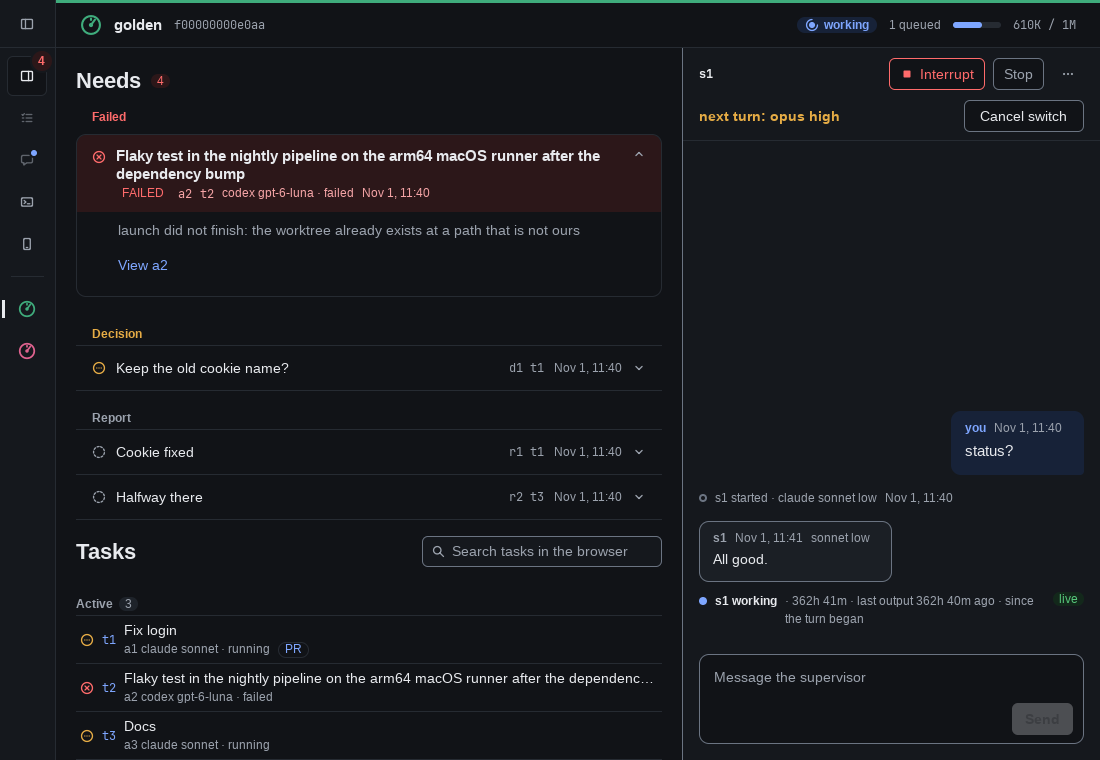 golden f00000000e0aa
working 1 queued 610K / 1M
4
Needs 4
Failed
Flaky test in the nightly pipeline on the arm64 macOS runner after the
dependency bump
FAILED a2 t2 codex gpt-6-luna · failed Nov 1, 11:40
launch did not finish: the worktree already exists at a path that is not ours
View a2
Decision
Keep the old cookie name? d1 t1 Nov 1, 11:40
Report
Cookie fixed r1 t1 Nov 1, 11:40
Halfway there r2 t3 Nov 1, 11:40
Tasks
Search tasks in the browser
Active 3
t1 Fix login
a1 claude sonnet · running PR
t2 Flaky test in the nightly pipeline on the arm64 macOS runner after the dependenc…
a2 codex gpt-6-luna · failed
t3 Docs
a3 claude sonnet · running
s1 Interrupt Stop ···
next turn: opus high Cancel switch
you Nov 1, 11:40
status?
s1 started · claude sonnet low Nov 1, 11:40
s1 Nov 1, 11:41 sonnet low
All good.
s1 working · 362h 41m · last output 362h 40m ago · since live
the turn began
Message the supervisor
Send